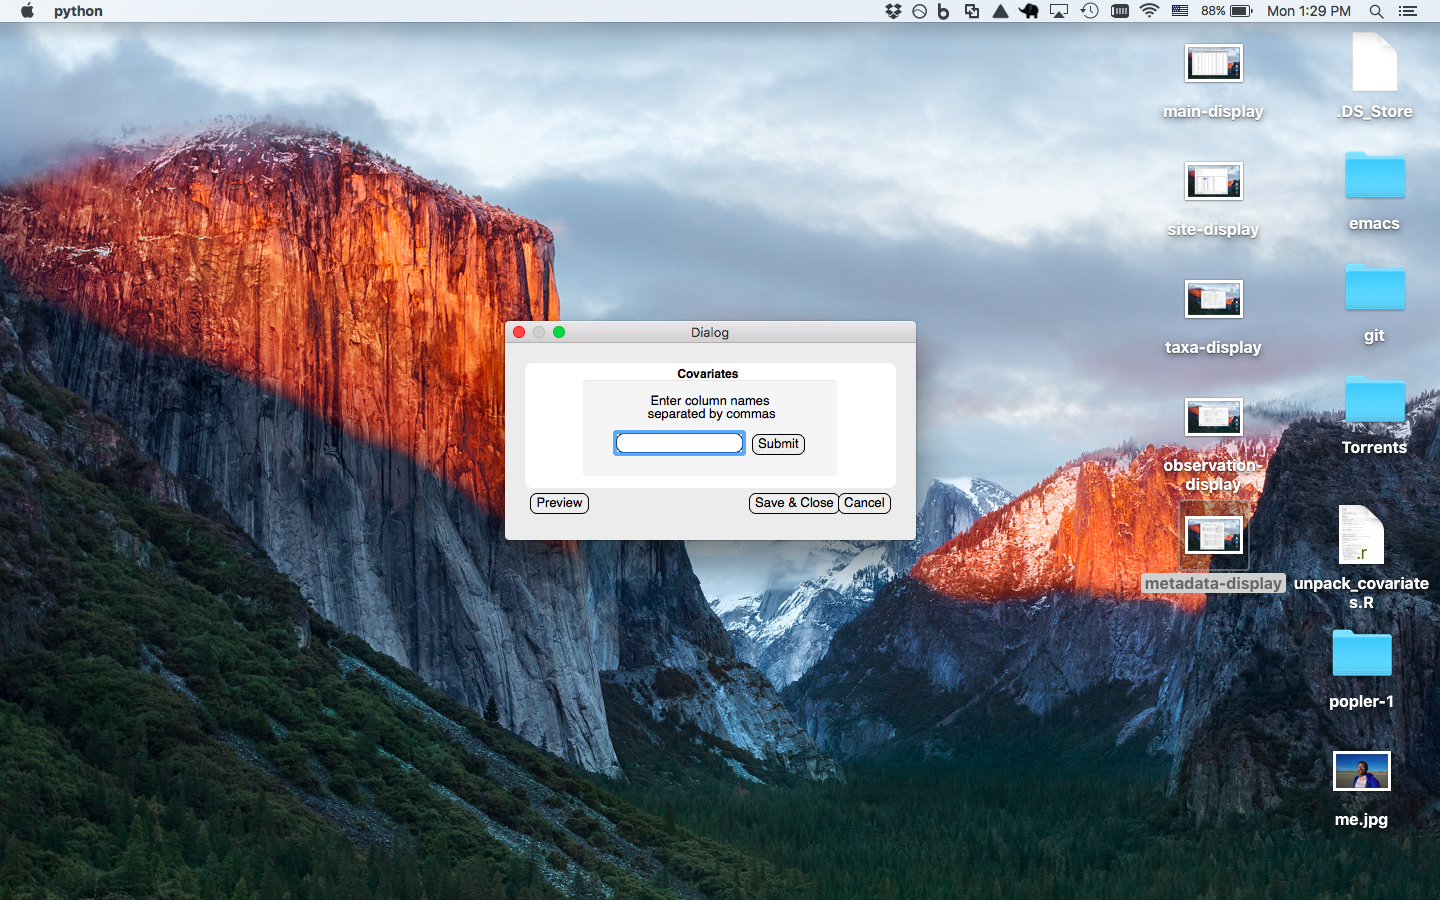 python
88%
Mon 1:29 PM
main-display
.DS_Store
site-display
emacs
taxa-display
git
observation-
display
Torrents
metadata-display
.r
unpack_covariate
s.R
popler-1
me.jpg
Dialog
Covariates
Enter column names
separated by commas
Submit
Preview
Save & Close
Cancel